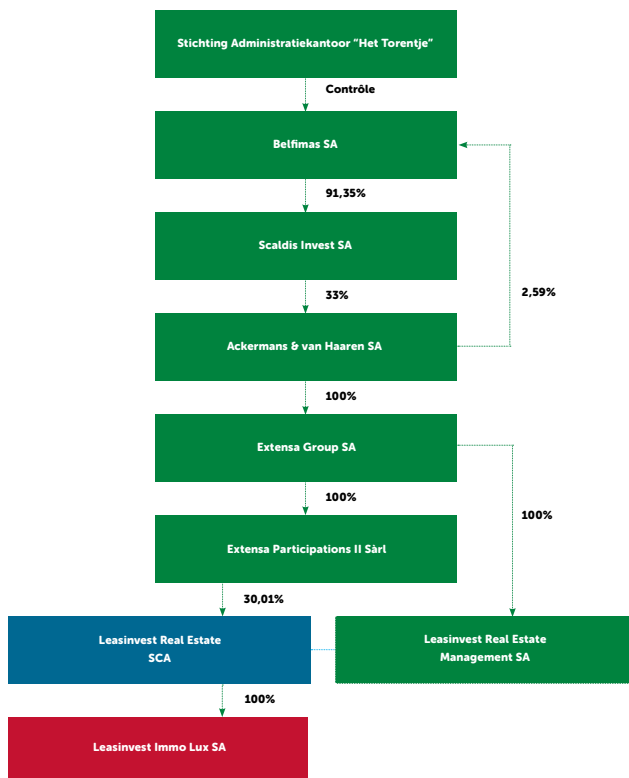 Stichting Administratiekantoor “Het Torentje”
Contrôle
Belfimas SA
91,35%
Scaldis Invest SA
33%
2,59%
Ackermans & van Haaren SA
100%
Extensa Group SA
100%
100%
Extensa Participations II Sàrl
30,01%
Leasinvest Real Estate
SCA
Leasinvest Real Estate
Management SA
100%
Leasinvest Immo Lux SA